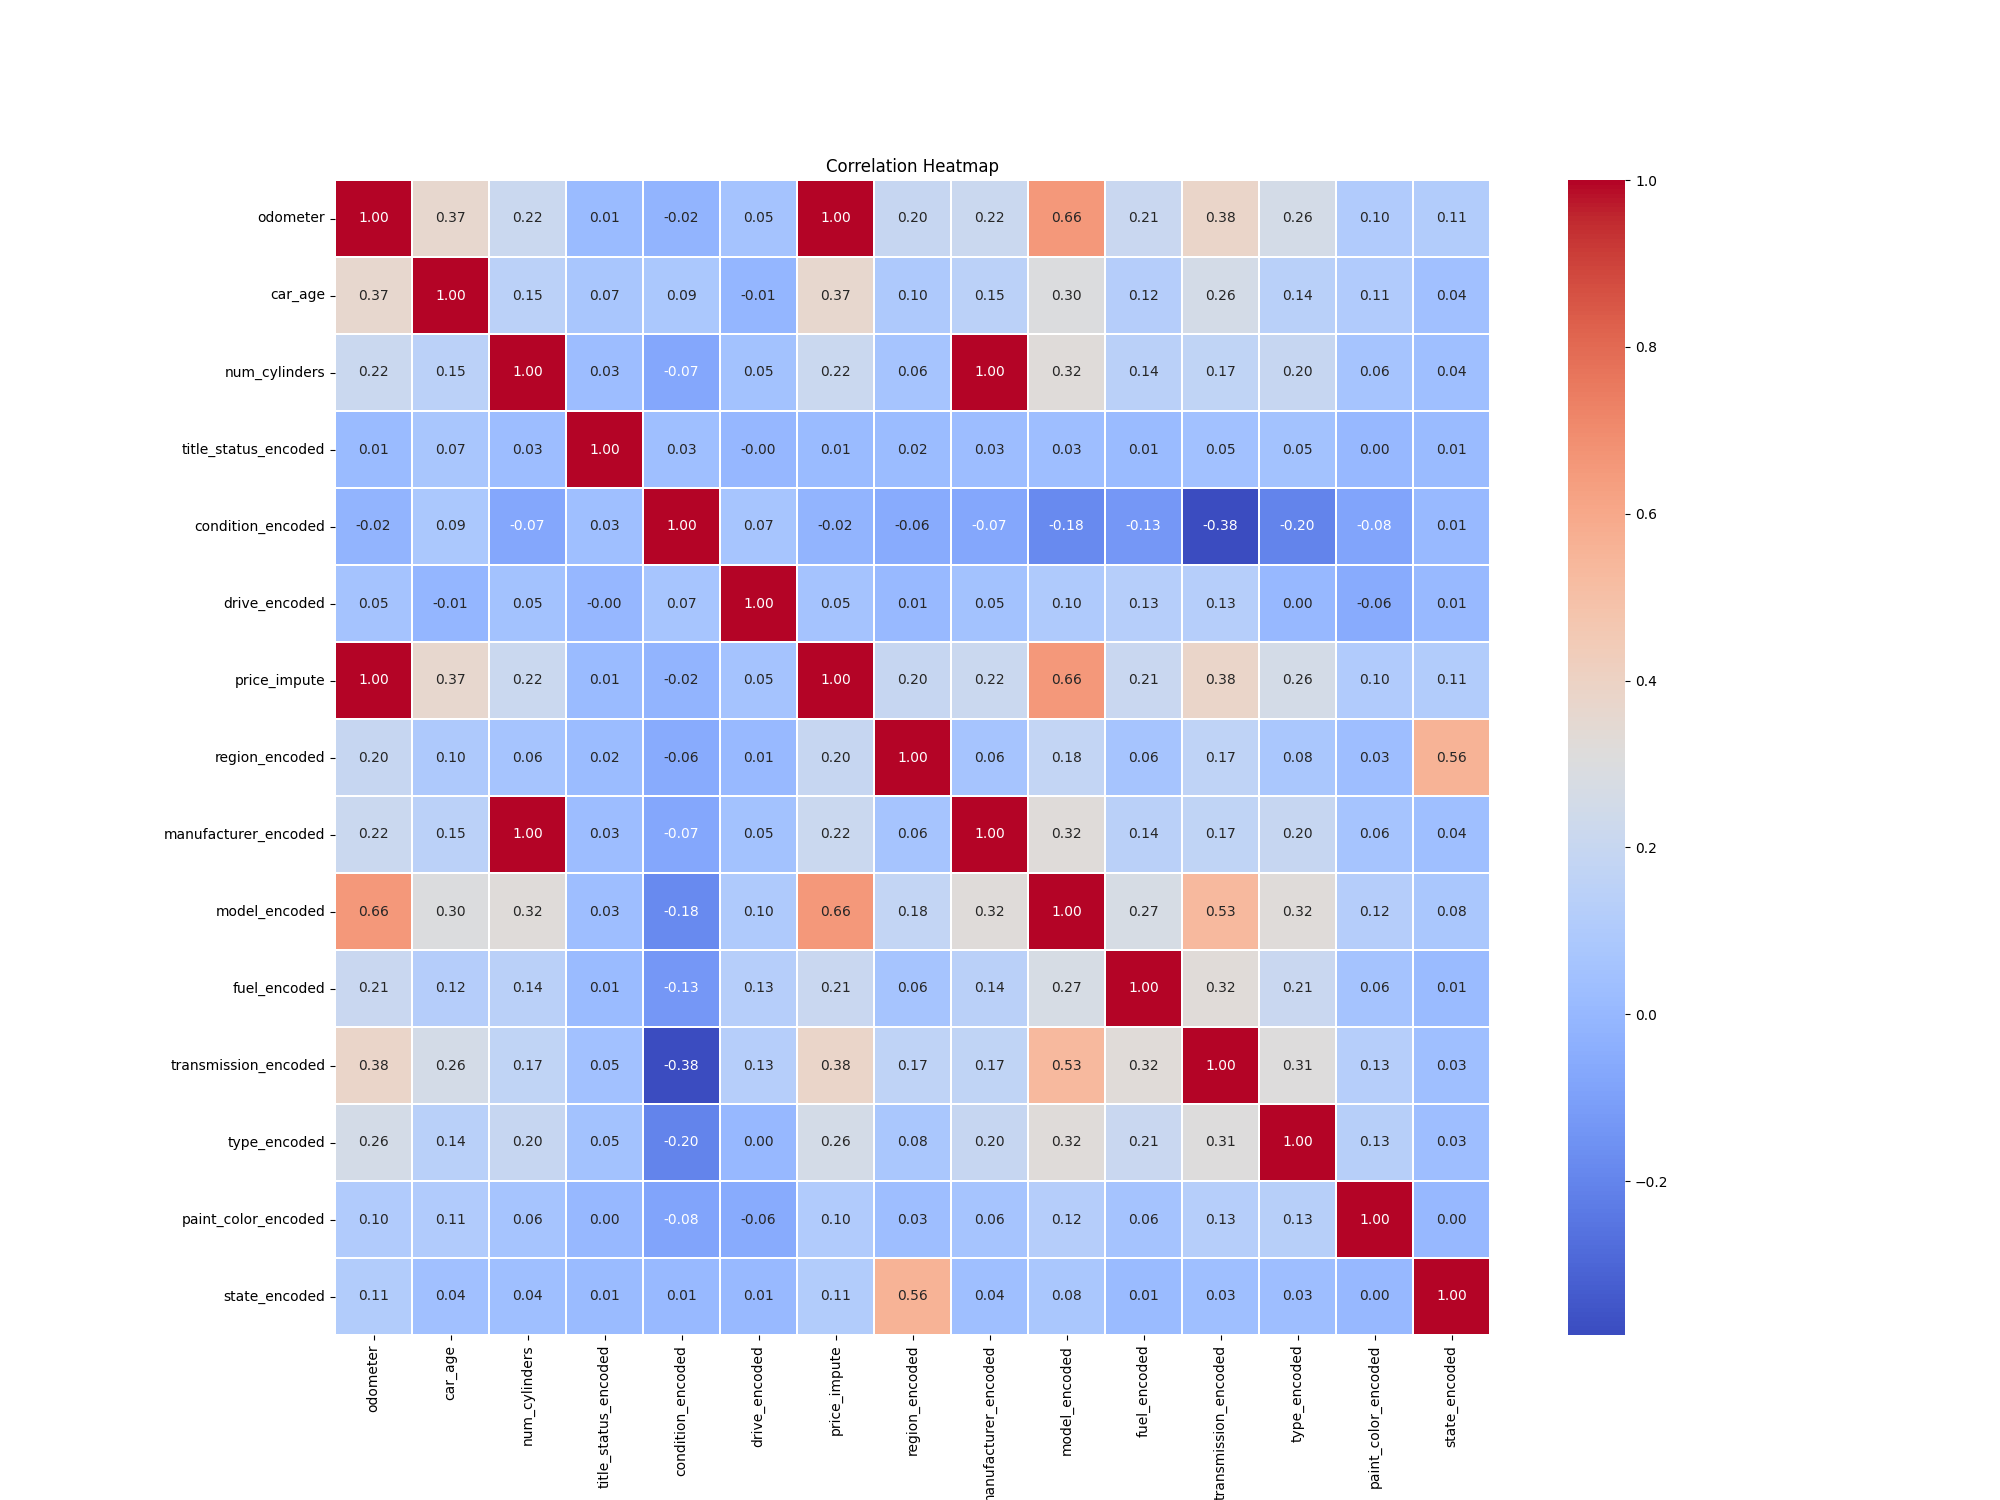 Correlation Heatmap
odometer 1.00 0.37 0.22 0.01 -0.02 0.05 1.00 0.20 0.22 0.66 0.21 0.38 0.26 0.10 0.11
car_age 0.37 1.00 0.15 0.07 0.09 -0.01 0.37 0.10 0.15 0.30 0.12 0.26 0.14 0.11 0.04
num_cylinders 0.22 0.15 1.00 0.03 -0.07 0.05 0.22 0.06 1.00 0.32 0.14 0.17 0.20 0.06 0.04
title_status_encoded 0.01 0.07 0.03 1.00 0.03 -0.00 0.01 0.02 0.03 0.03 0.01 0.05 0.05 0.00 0.01
condition_encoded -0.02 0.09 -0.07 0.03 1.00 0.07 -0.02 -0.06 -0.07 -0.18 -0.13 -0.38 -0.20 -0.08 0.01
drive_encoded 0.05 -0.01 0.05 -0.00 0.07 1.00 0.05 0.01 0.05 0.10 0.13 0.13 0.00 -0.06 0.01
price_impute 1.00 0.37 0.22 0.01 -0.02 0.05 1.00 0.20 0.22 0.66 0.21 0.38 0.26 0.10 0.11
region_encoded 0.20 0.10 0.06 0.02 -0.06 0.01 0.20 1.00 0.06 0.18 0.06 0.17 0.08 0.03 0.56
manufacturer_encoded 0.22 0.15 1.00 0.03 -0.07 0.05 0.22 0.06 1.00 0.32 0.14 0.17 0.20 0.06 0.04
model_encoded 0.66 0.30 0.32 0.03 -0.18 0.10 0.66 0.18 0.32 1.00 0.27 0.53 0.32 0.12 0.08
fuel_encoded 0.21 0.12 0.14 0.01 -0.13 0.13 0.21 0.06 0.14 0.27 1.00 0.32 0.21 0.06 0.01
transmission_encoded 0.38 0.26 0.17 0.05 -0.38 0.13 0.38 0.17 0.17 0.53 0.32 1.00 0.31 0.13 0.03
type_encoded 0.26 0.14 0.20 0.05 -0.20 0.00 0.26 0.08 0.20 0.32 0.21 0.31 1.00 0.13 0.03
paint_color_encoded 0.10 0.11 0.06 0.00 -0.08 -0.06 0.10 0.03 0.06 0.12 0.06 0.13 0.13 1.00 0.00
state_encoded 0.11 0.04 0.04 0.01 0.01 0.01 0.11 0.56 0.04 0.08 0.01 0.03 0.03 0.00 1.00
odometer
car_age
num_cylinders
title_status_encoded
condition_encoded
drive_encoded
price_impute
region_encoded
anufacturer_encoded
model_encoded
fuel_encoded
transmission_encoded
type_encoded
paint_color_encoded
state_encoded
1.0
0.8
0.6
0.4
0.2
0.0
−0.2